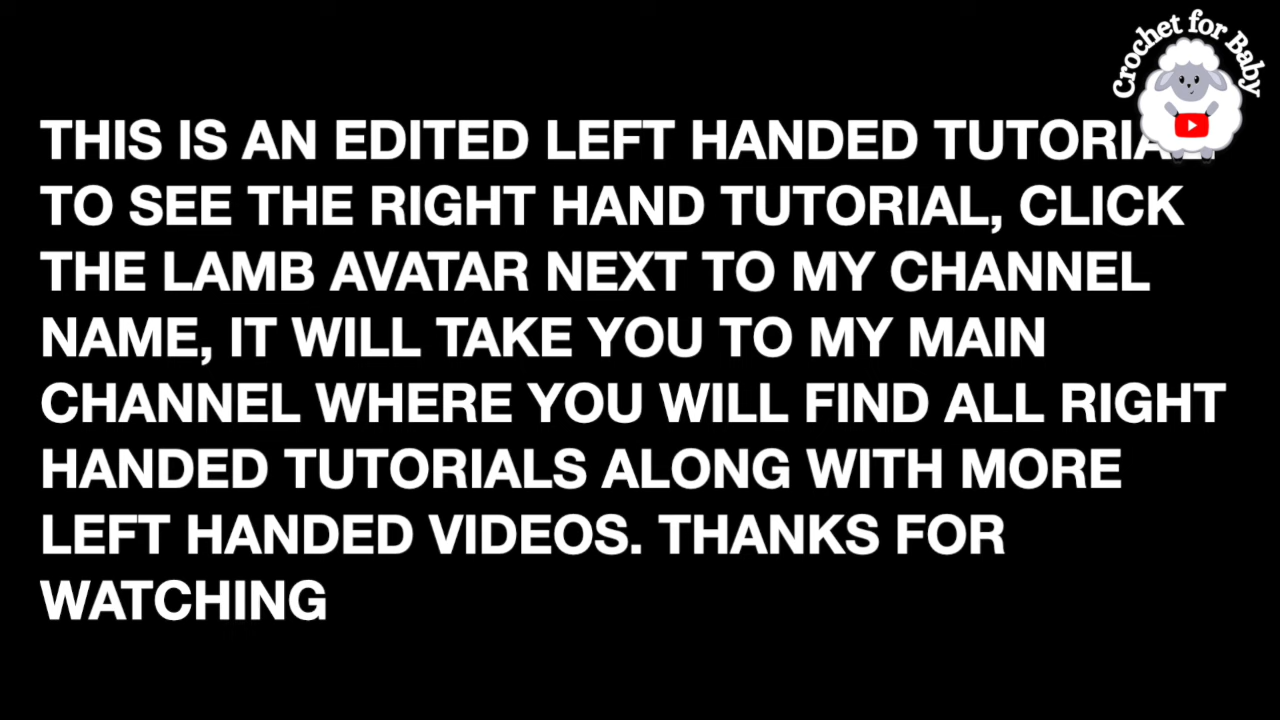 Crochet for Baby
THIS IS AN EDITED LEFT HANDED
TO SEE THE RIGHT HAND TUTORIAL, CLICK
THE LAMB AVATAR NEXT TO MY CHANNEL
NAME, IT WILL TAKE YOU TO MY MAIN
CHANNEL WHERE YOU WILL FIND ALL RIGHT
HANDED TUTORIALS ALONG WITH MORE
LEFT HANDED VIDEOS. THANKS FOR
WATCHING